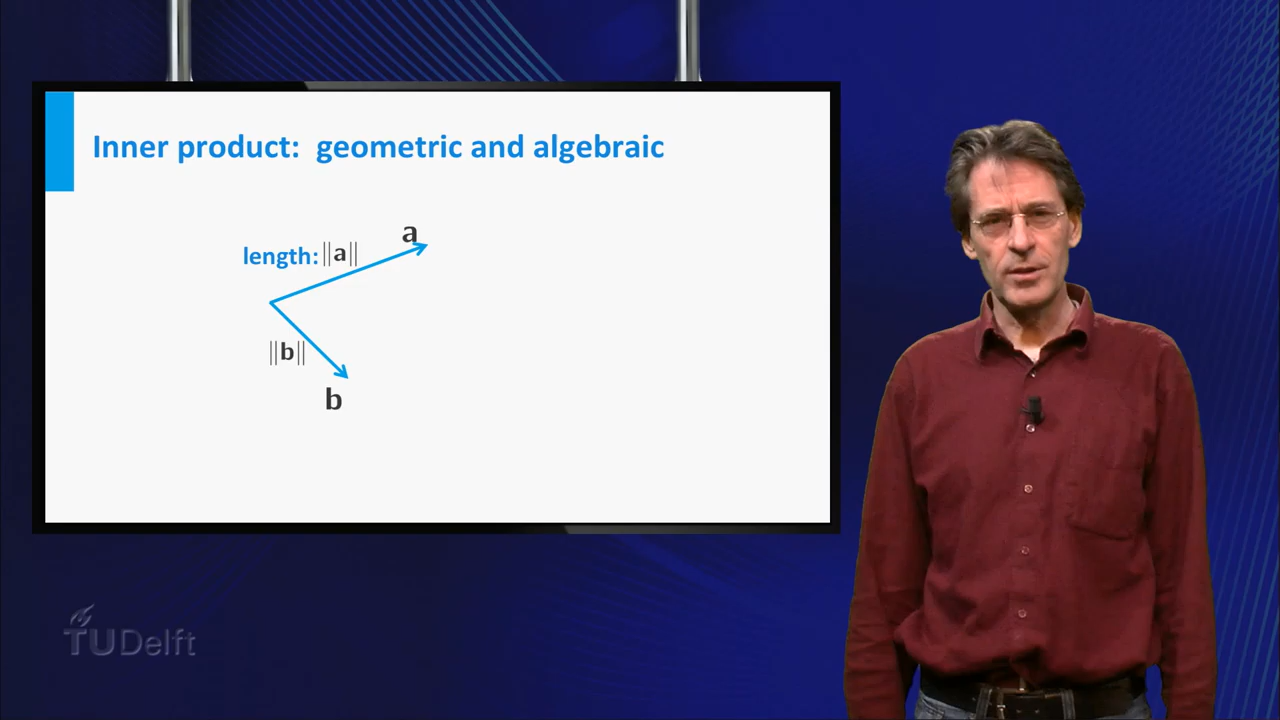 Inner product: geometric and algebraic
a
length: ||a||
||b||
b
TUDelft